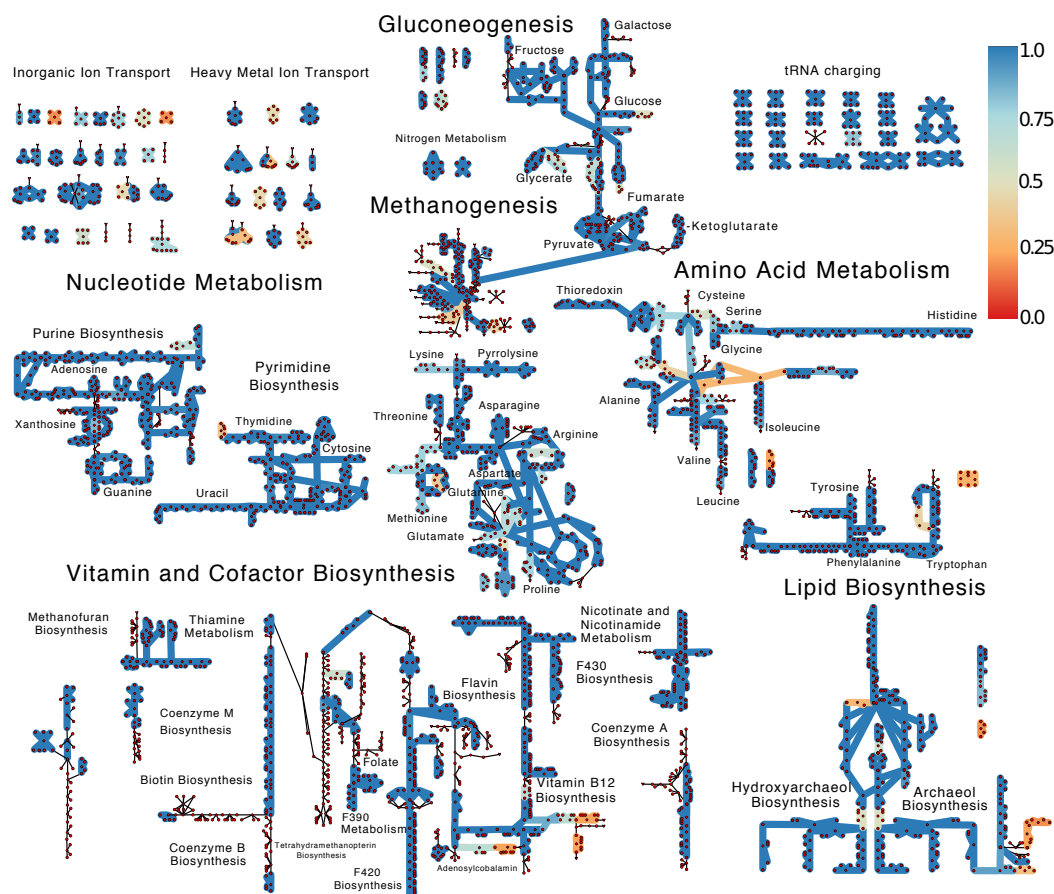 Gluconeogenesis
Galactose
Fructose
Glucose
Nitrogen Metabolism
Glycerate
Inorganic Ion Transport
Heavy Metal Ion Transport
tRNA charging
1.0
0.75
0.5
0.25
0.0
Methanogenesis
Fumarate
-Ketoglutarate
Pyruvate
Nucleotide Metabolism
Purine Biosynthesis
Adenosine
Xanthosine
Guanine
Pyrimidine
Biosynthesis
Thymidine
Cytosine
Uracil
Amino Acid Metabolism
Thioredoxin
Cysteine
Serine
Histidine
Glycine
Alanine
Isoleucine
Valine
Leucine
Lysine
Pyrrolysine
Threonine
Asparagine
Arginine
Aspartate
Glutamine
Methionine
Glutamate
Proline
Tyrosine
Phenylalanine
Tryptophan
Vitamin and Cofactor Biosynthesis
Methanofuran
Biosynthesis
Thiamine
Metabolism
Coenzyme M
Biosynthesis
Biotin Biosynthesis
Coenzyme B
Biosynthesis
Tetrahydramethanopterin
Biosynthesis
Folate
F390
Metabolism
F420
Biosynthesis
Flavin
Biosynthesis
Adenosylcobalamin
Vitamin B12
Biosynthesis
Nicotinate and
Nicotinamide
Metabolism
F430
Biosynthesis
Coenzyme A
Biosynthesis
Lipid Biosynthesis
Hydroxyarchaeol
Biosynthesis
Archaeol
Biosynthesis